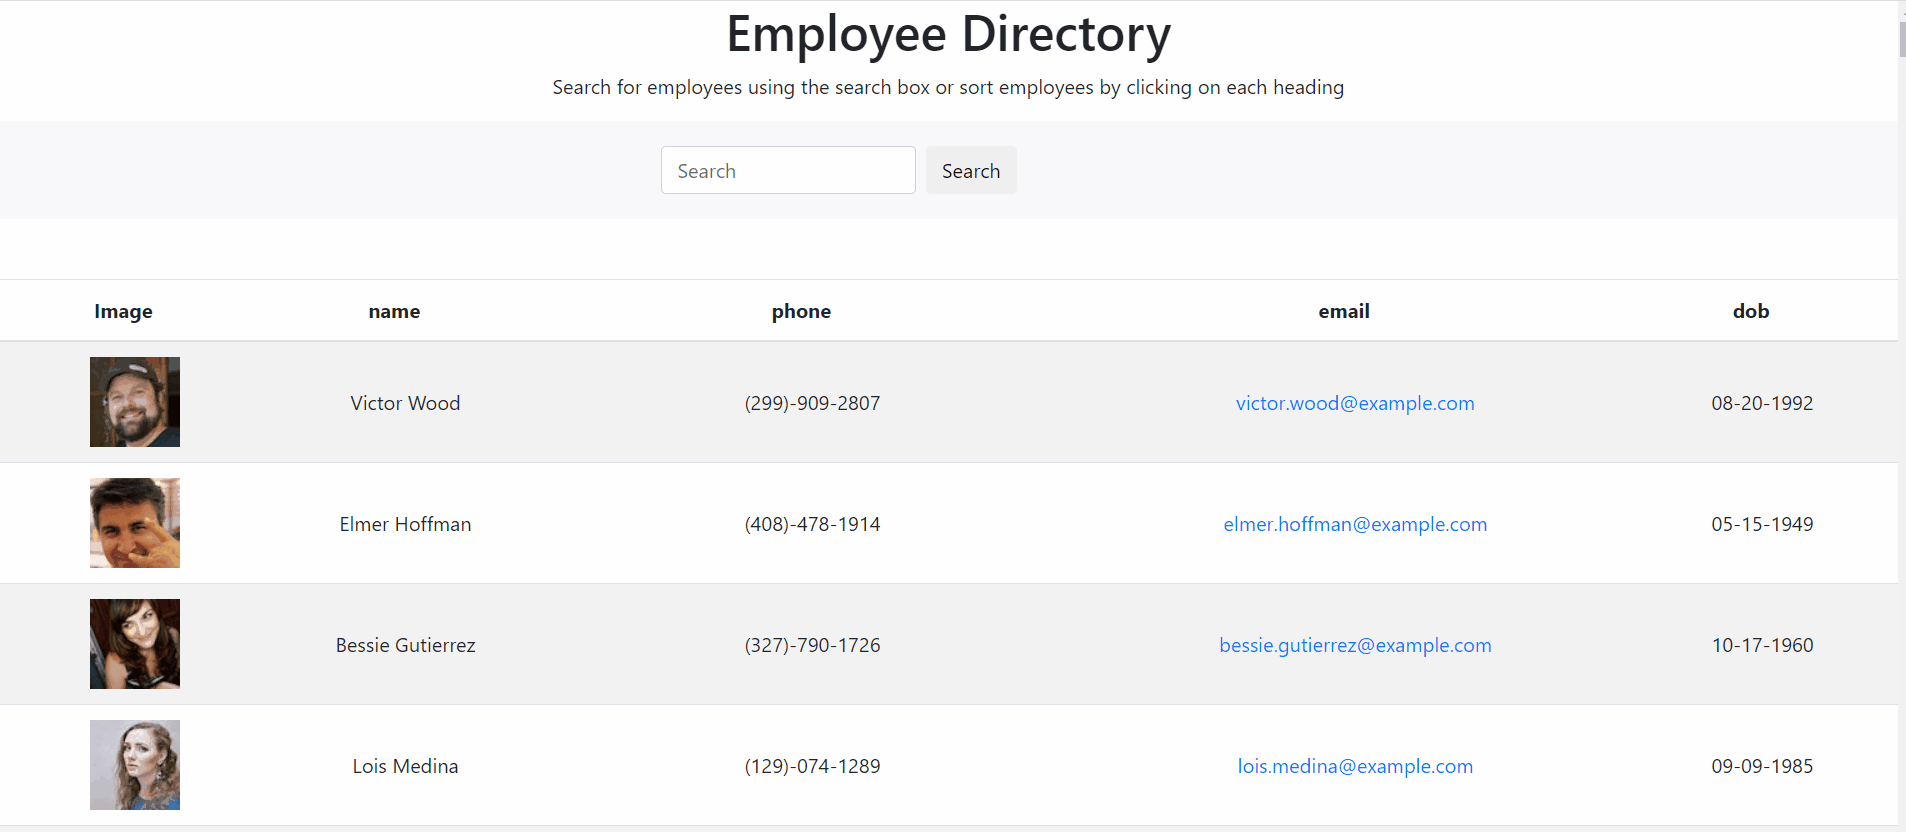 Employee Directory
Search for employees using the search box or sort employees by clicking on each heading
Search Search
Image name phone email dob
Victor Wood (299)-909-2807 victor.wood@example.com 08-20-1992
Elmer Hoffman (408)-478-1914 elmer.hoffman@example.com 05-15-1949
Bessie Gutierrez (327)-790-1726 bessie.gutierrez@example.com 10-17-1960
Lois Medina (129)-074-1289 lois.medina@example.com 09-09-1985